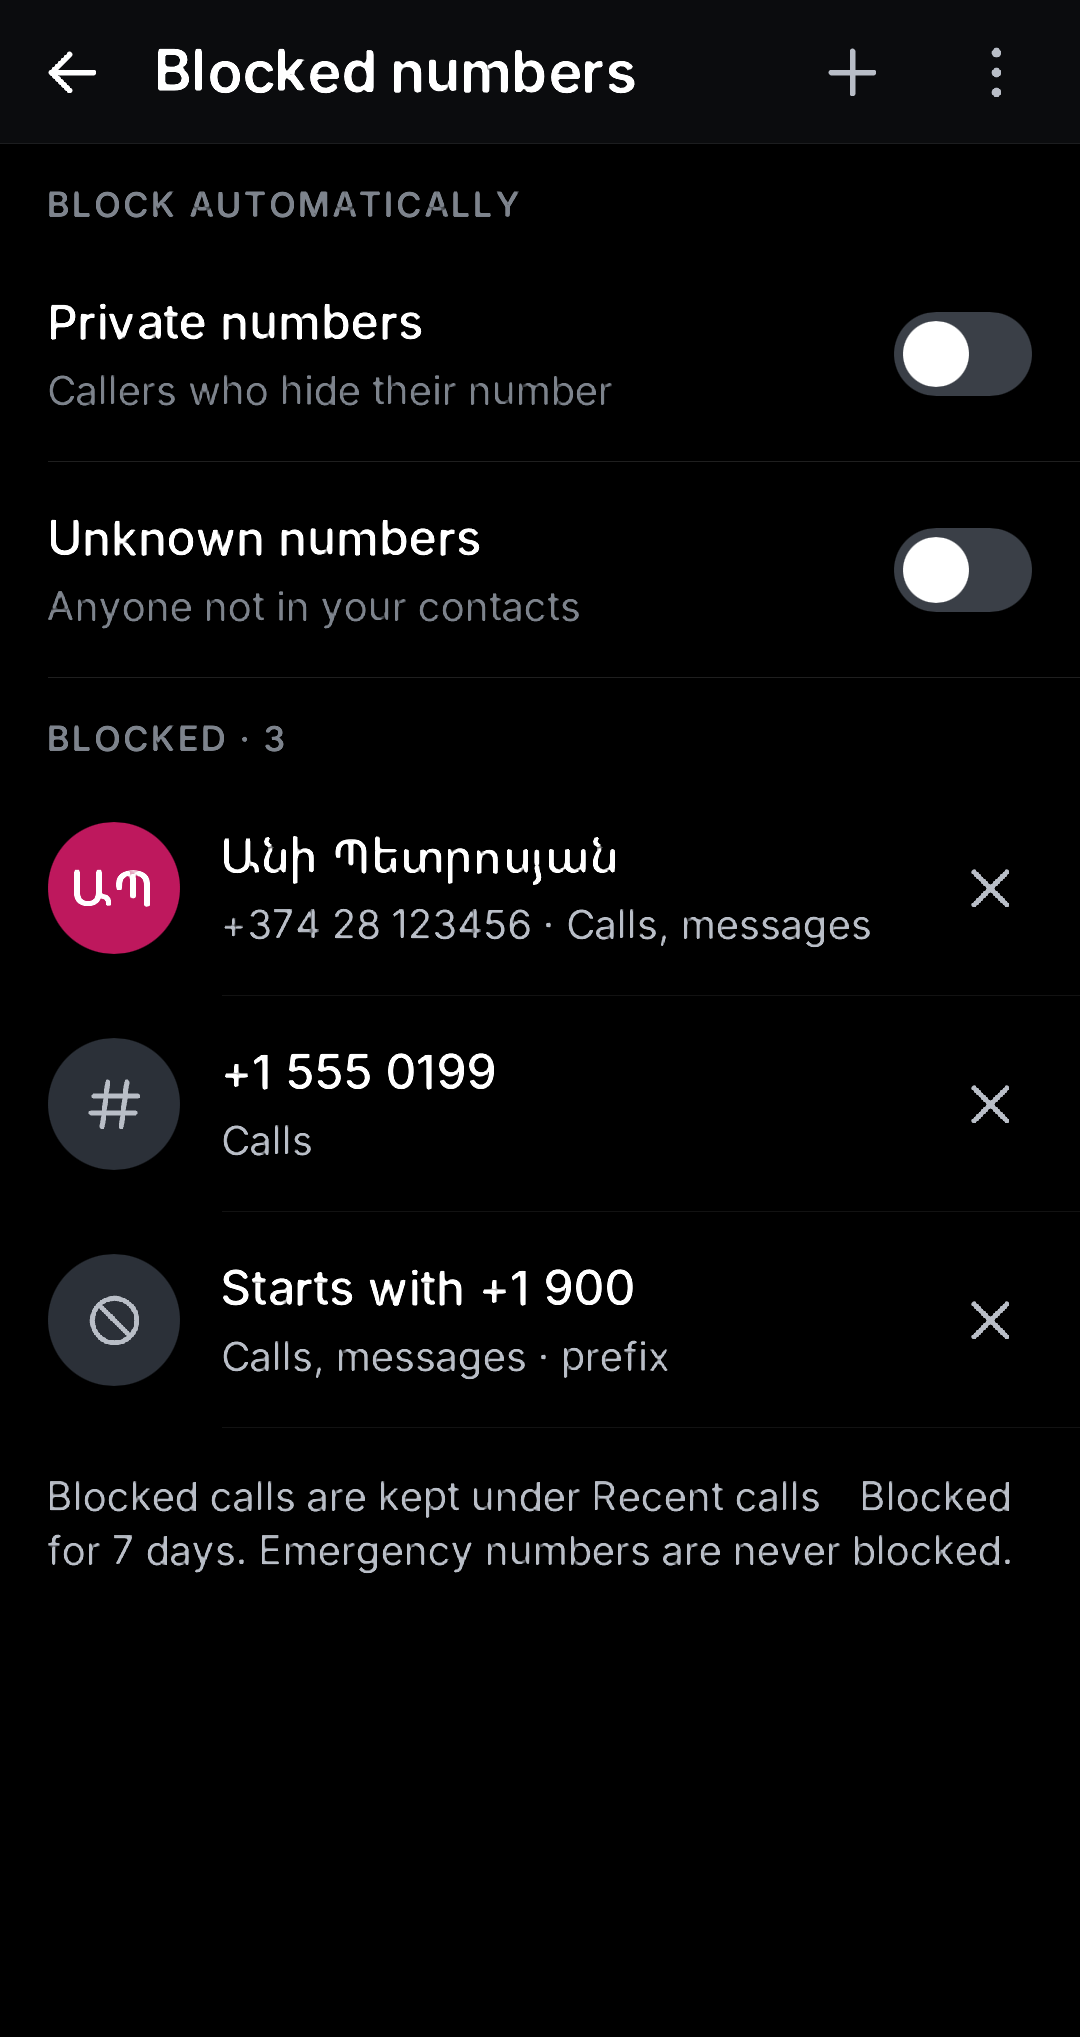 Blocked numbers
BLOCK AUTOMATICALLY
Private numbers
Callers who hide their number
Unknown numbers
Anyone not in your contacts
BLOCKED · 3
ԱՊ
Անի Պետրոսյան
+374 28 123456 · Calls, messages
+1 555 0199
Calls
Starts with +1 900
Calls, messages · prefix
Blocked calls are kept under Recent calls Blocked
for 7 days. Emergency numbers are never blocked.